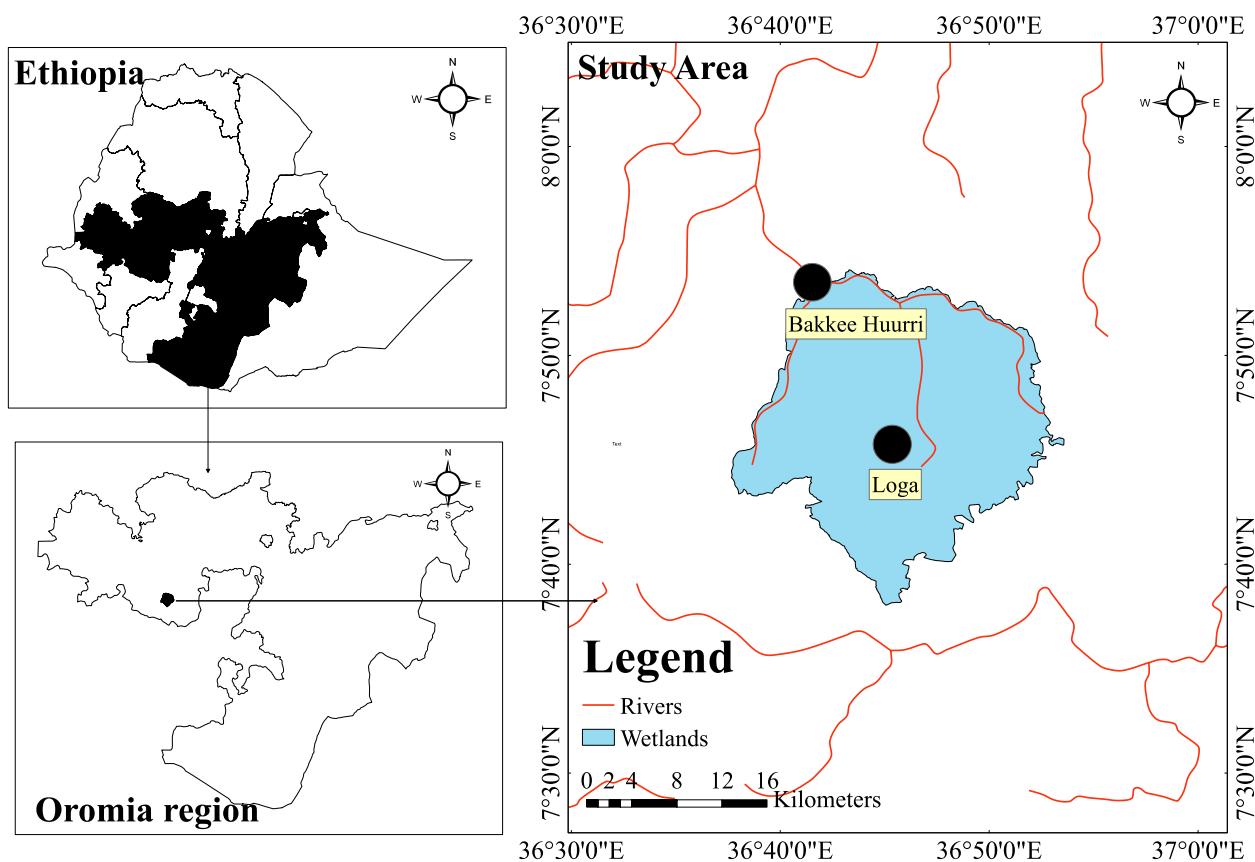 Ethiopia
N
W
E
S
Oromia region
N
W
E
S
Text
Study Area
N
W
E
S
36°30'0"E
36°40'0"E
36°50'0"E
37°0'0"E
8°0'0"N
7°50'0"N
7°40'0"N
7°30'0"N
8°0'0"N
7°50'0"N
7°40'0"N
7°30'0"N
Bakkee Huurri
Loga
Legend
Rivers
Wetlands
0 2 4 8 12 16
Kilometers
36°30'0"E
36°40'0"E
36°50'0"E
37°0'0"E